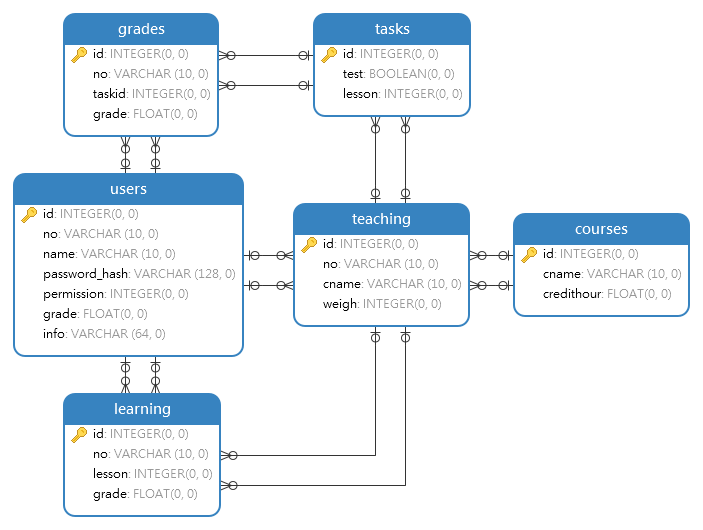 grades
id: INTEGER(0, 0)
no: VARCHAR (10, 0)
taskid: INTEGER(0, 0)
grade: FLOAT(0, 0)
tasks
id: INTEGER(0, 0)
test: BOOLEAN(0, 0)
lesson: INTEGER(0, 0)
users
id: INTEGER(0, 0)
no: VARCHAR (10, 0)
name: VARCHAR (10, 0)
password_hash: VARCHAR (128, 0)
permission: INTEGER(0, 0)
grade: FLOAT(0, 0)
info: VARCHAR (64, 0)
teaching
id: INTEGER(0, 0)
no: VARCHAR (10, 0)
cname: VARCHAR (10, 0)
weigh: INTEGER(0, 0)
courses
id: INTEGER(0, 0)
cname: VARCHAR (10, 0)
credithour: FLOAT(0, 0)
learning
id: INTEGER(0, 0)
no: VARCHAR (10, 0)
lesson: INTEGER(0, 0)
grade: FLOAT(0, 0)